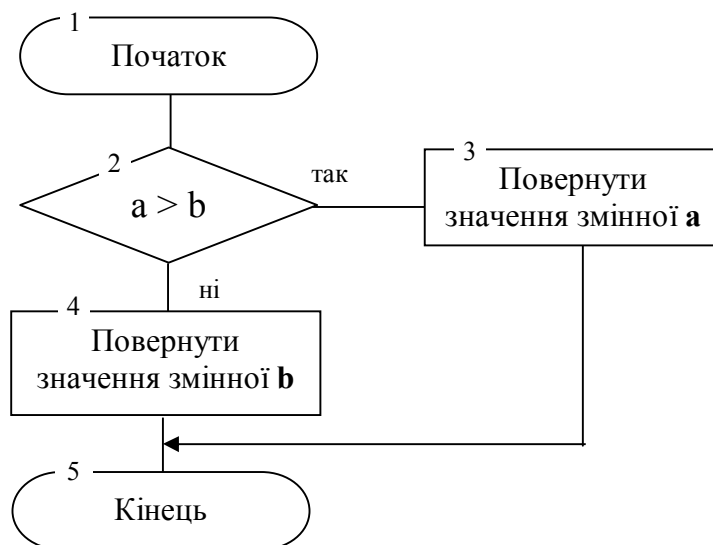 1
Початок
2
a > b
так
3
Повернути
значення змінної a
ні
4
Повернути
значення змінної b
5
Кінець